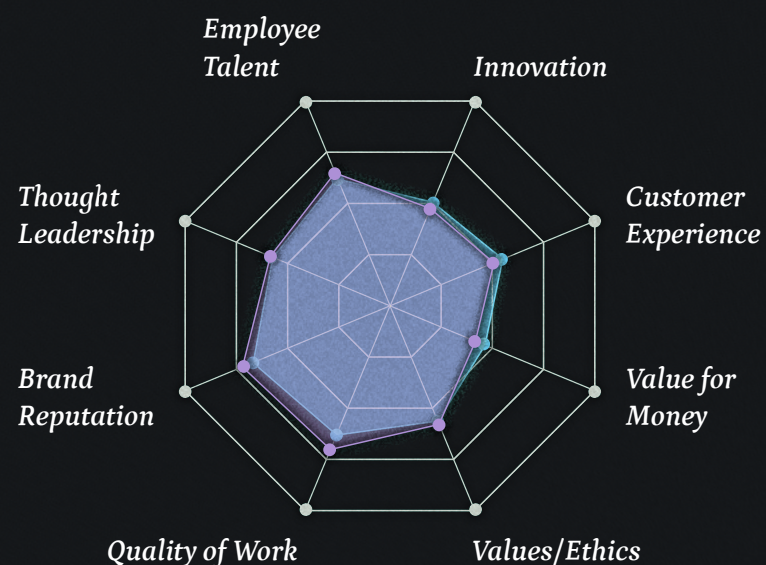 Employee
Talent
Innovation
Thought
Leadership
Customer
Experience
Brand
Reputation
Value for
Money
Quality of Work
Values/Ethics